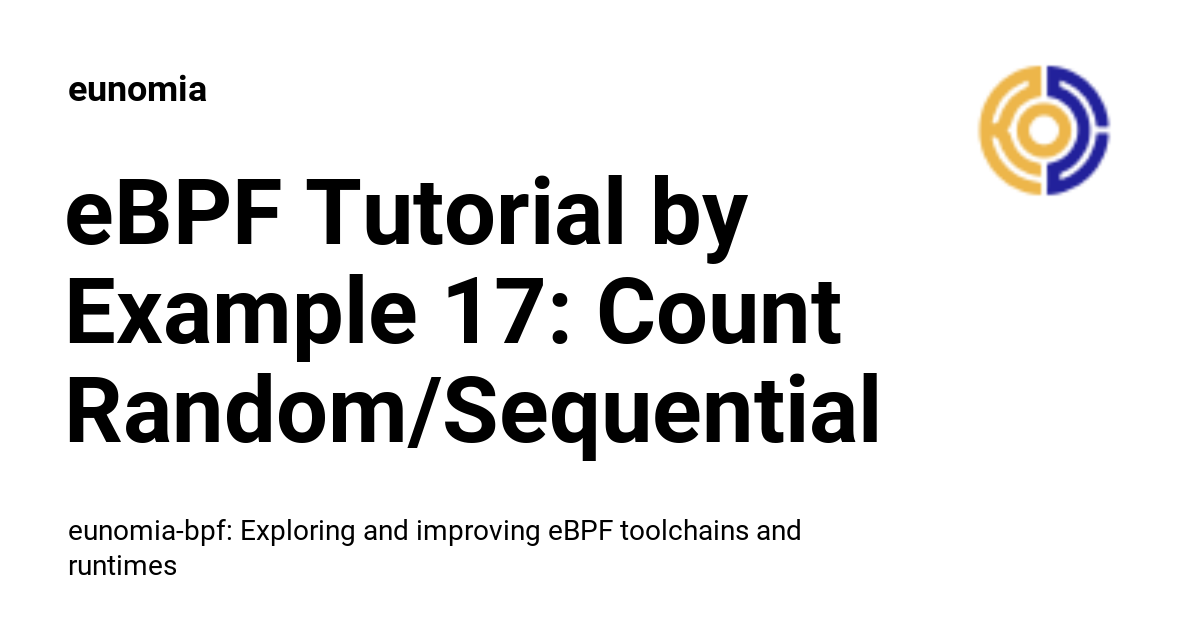 eunomia
eBPF Tutorial by
Example 17: Count
Random/Sequential
eunomia-bpf: Exploring and improving eBPF toolchains and
runtimes